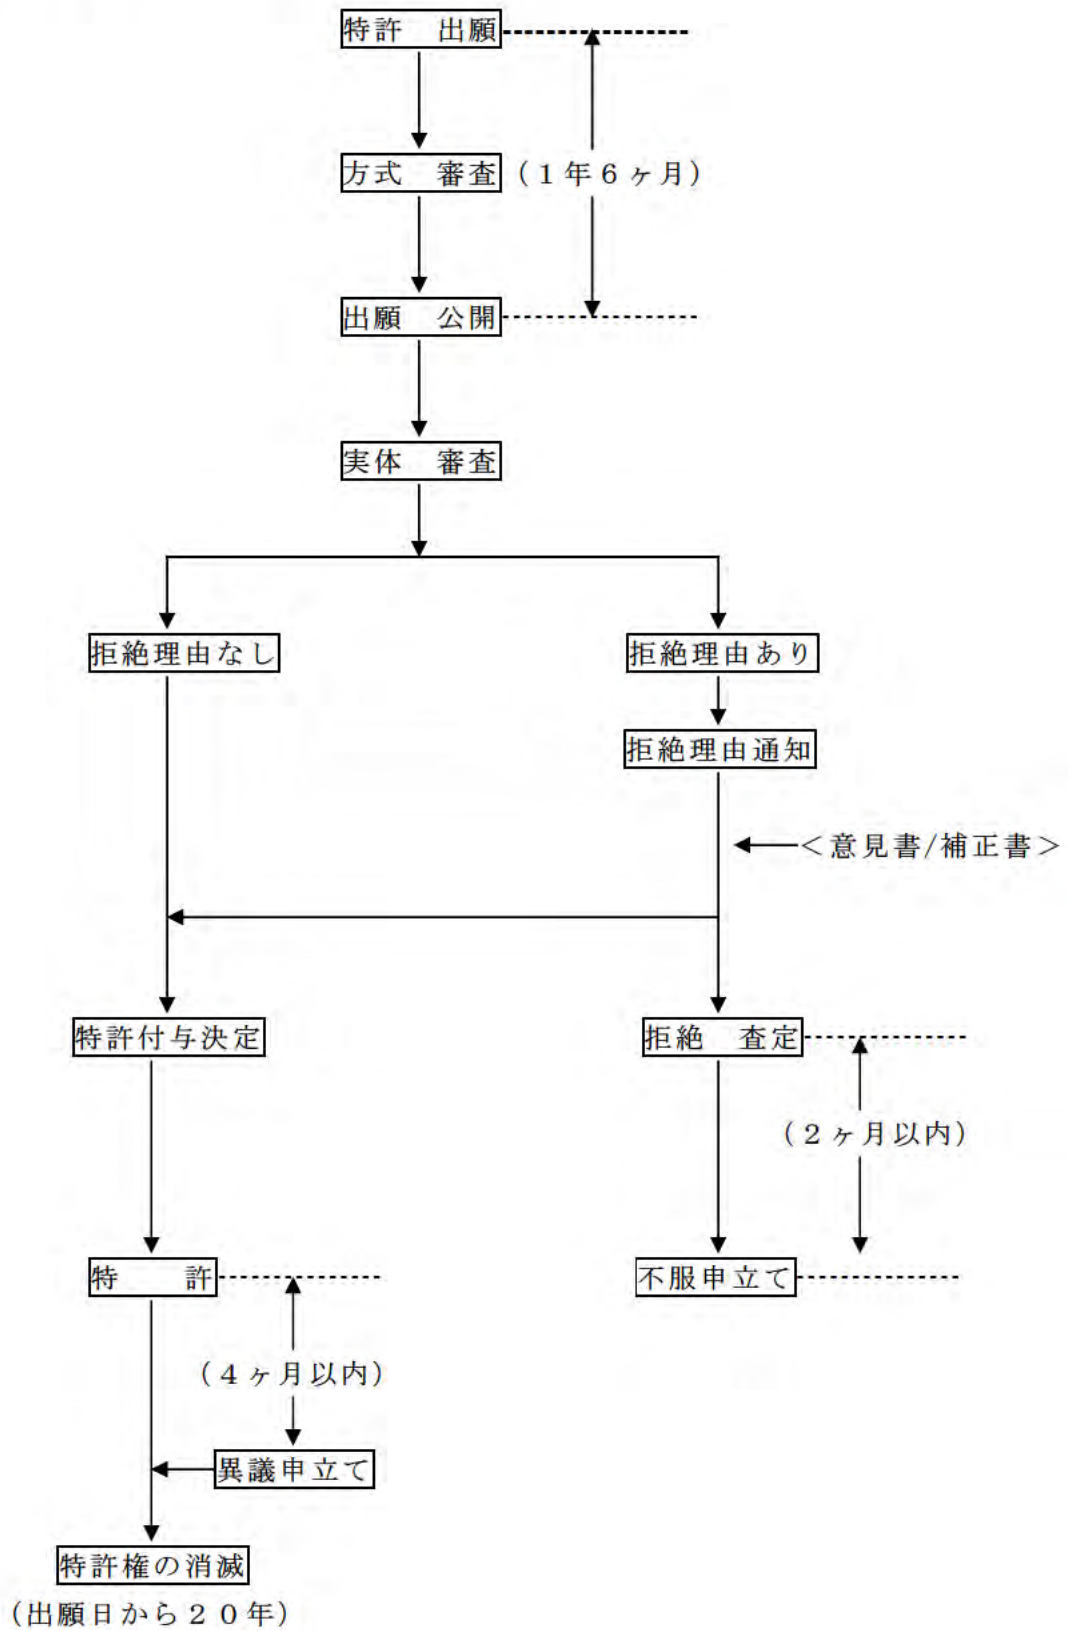 特許　出願
方式　審査 (１年６ヶ月)
出願　公開
実体　審査
拒絶理由なし
拒絶理由あり
拒絶理由通知
＜意見書/補正書＞
特許付与決定
拒絶　査定
(２ヶ月以内)
特　　許
不服申立て
(４ヶ月以内)
異議申立て
特許権の消滅
(出願日から２０年)